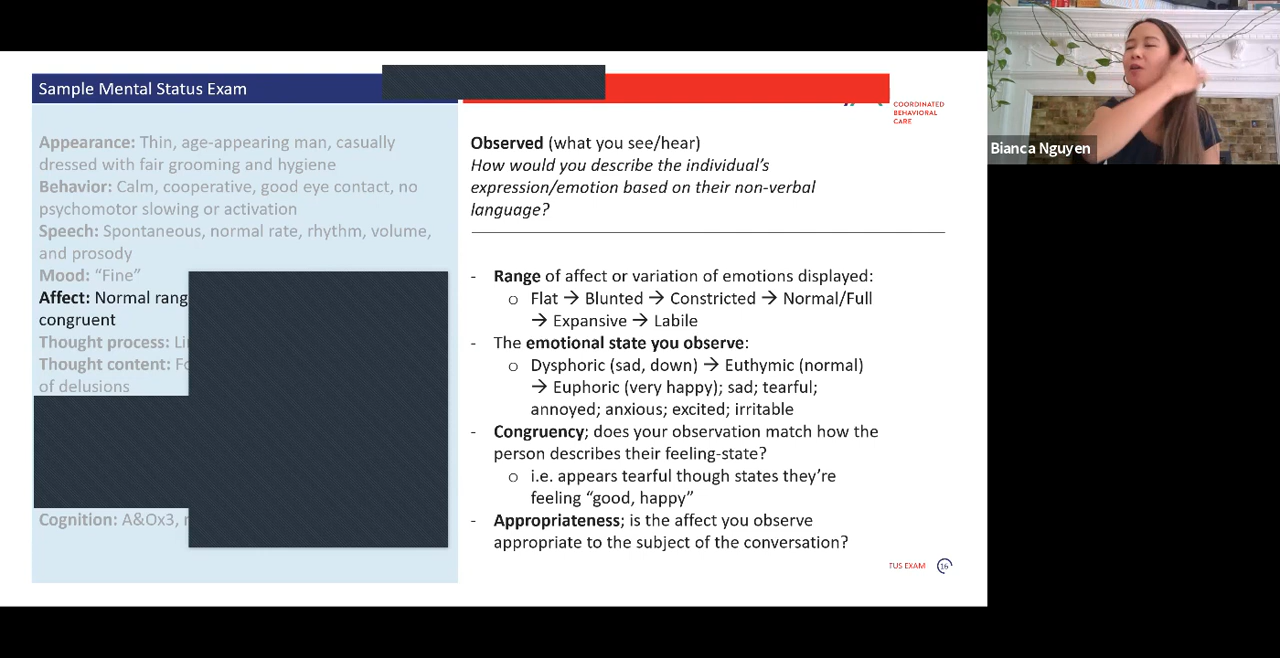 Sample Mental Status Exam
COORDINATED
BEHAVIORAL
CARE
Appearance: Thin, age-appearing man, casually
dressed with fair grooming and hygiene
Behavior: Calm, cooperative, good eye contact, no
psychomotor slowing or activation
Speech: Spontaneous, normal rate, rhythm, volume,
and prosody
Mood: “Fine”
Affect: Normal
congruent
Thought process:
Thought content:
of delusions
Cognition: A&Ox3,
Observed (what you see/hear)
How would you describe the individual’s
expression/emotion based on their non-verbal
language?
- Range of affect or variation of emotions displayed:
o Flat → Blunted → Constricted → Normal/Full
→ Expansive → Labile
- The emotional state you observe:
o Dysphoric (sad, down) → Euthymic (normal)
→ Euphoric (very happy); sad; tearful;
annoyed; anxious; excited; irritable
- Congruency; does your observation match how the
person describes their feeling-state?
o i.e. appears tearful though states they’re
feeling “good, happy”
- Appropriateness; is the affect you observe
appropriate to the subject of the conversation?
TUS EXAM 16
Bianca Nguyen